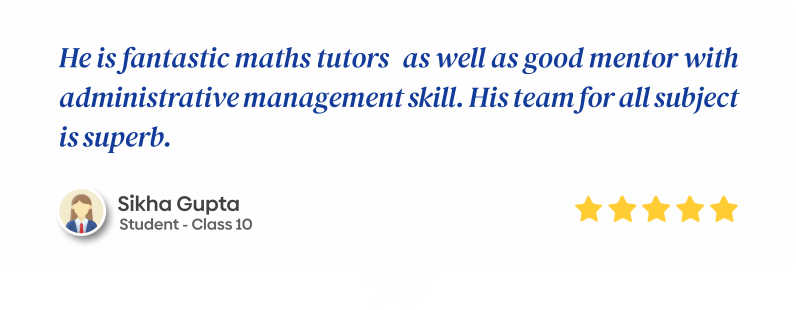 He is fantastic maths tutors as well as good mentor with
administrative management skill. His team for all subject
is superb.
Sikha Gupta
Student - Class 10